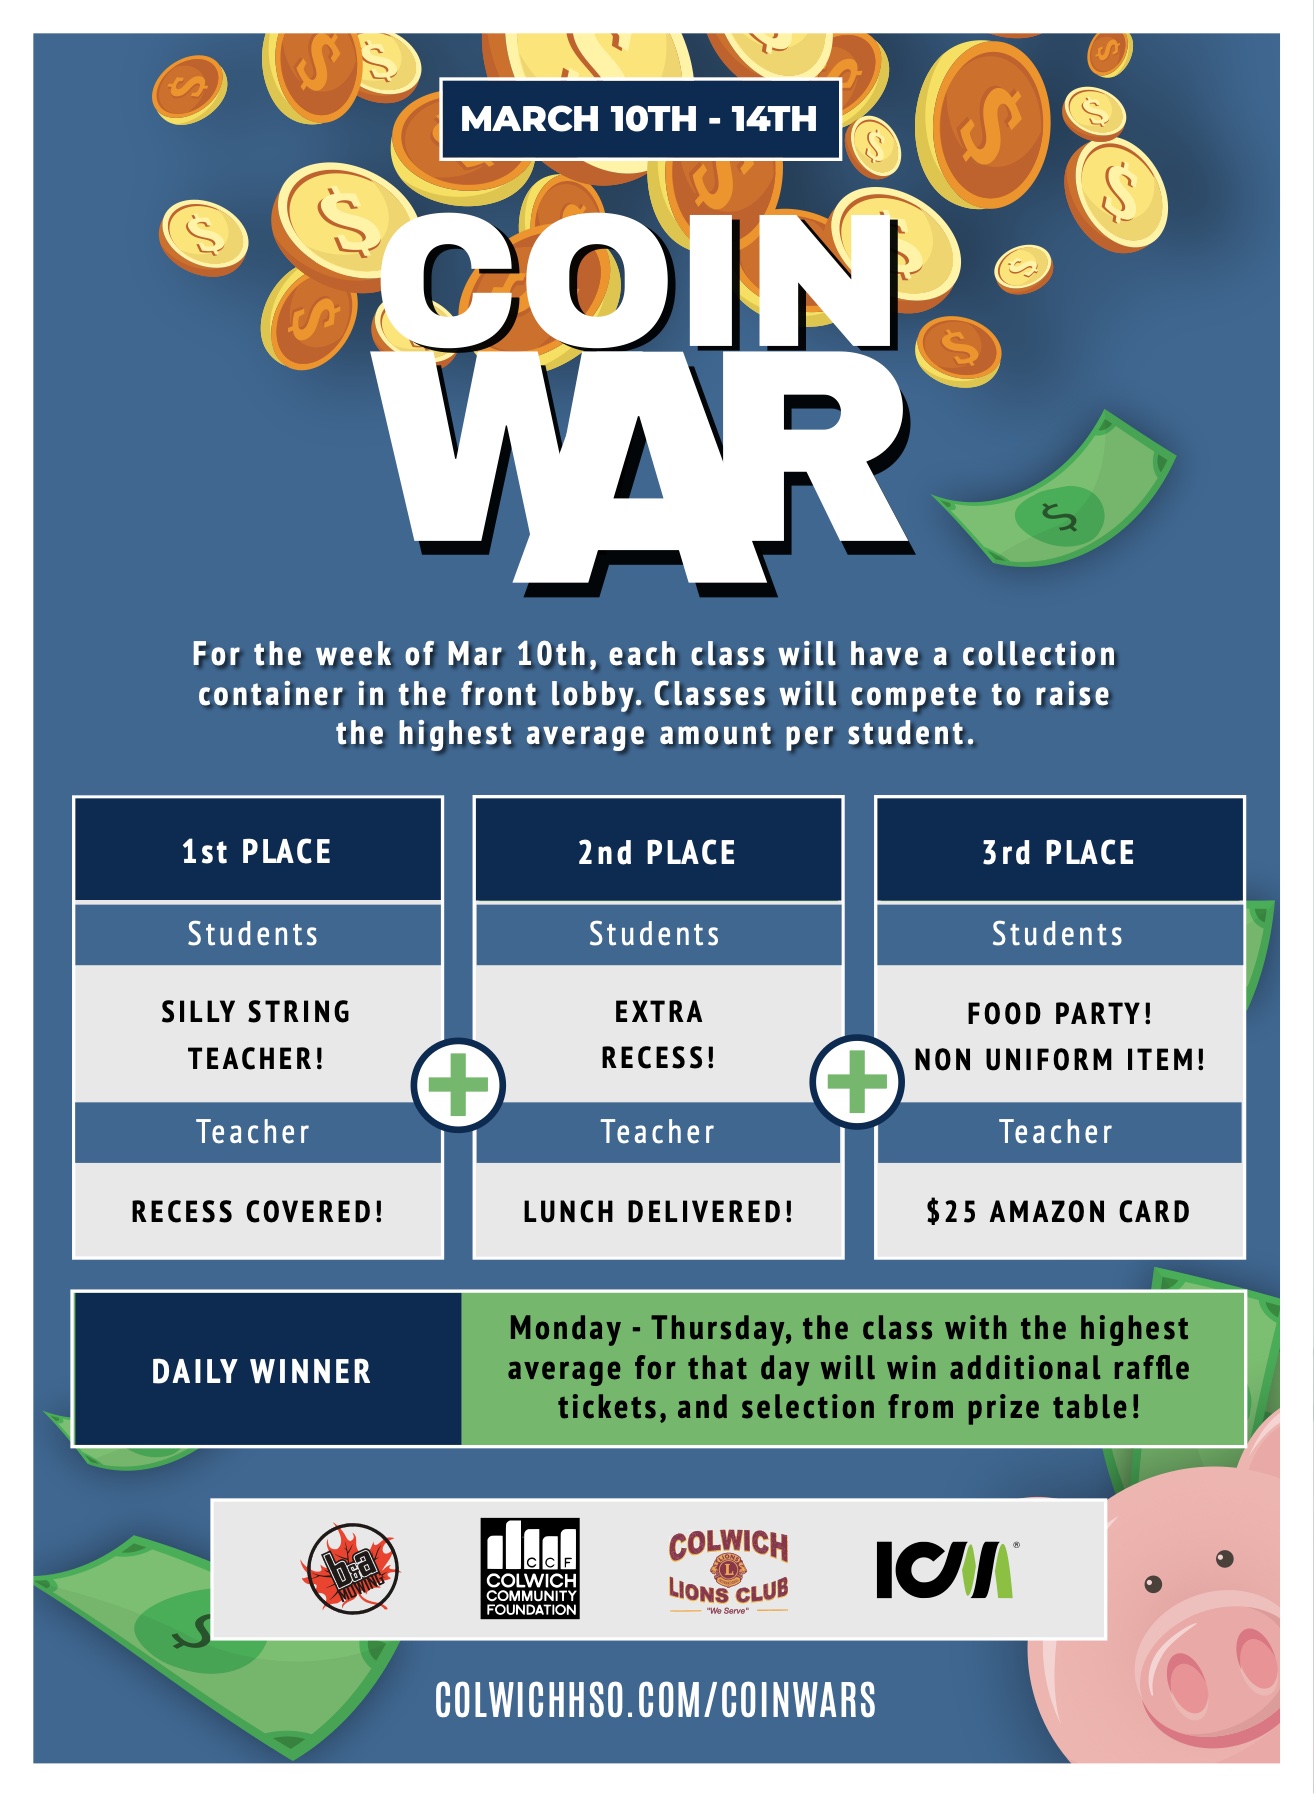 MARCH 10TH - 14TH
COIN
WAR
For the week of Mar 10th, each class will have a collection
container in the front lobby. Classes will compete to raise
the highest average amount per student.
1st PLACE
Students
SILLY STRING
TEACHER!
Teacher
RECESS COVERED!
2nd PLACE
Students
EXTRA
RECESS!
Teacher
LUNCH DELIVERED!
3rd PLACE
Students
FOOD PARTY!
NON UNIFORM ITEM!
Teacher
$25 AMAZON CARD
DAILY WINNER
Monday - Thursday, the class with the highest
average for that day will win additional raffle
tickets, and selection from prize table!
b&a
MOWING
CCF
COLWICH
COMMUNITY
FOUNDATION
COLWICH
LIONS
L
LIONS CLUB
"We Serve"
ICM®
COLWICHHSO.COM/COINWARS